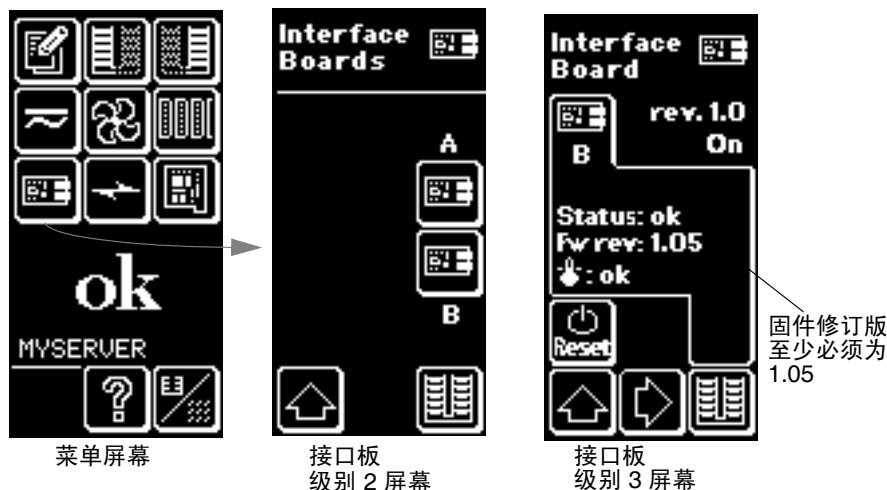 ok
MYSERVER
?
菜单屏幕
Interface
Boards
A
B
接口板
级别 2 屏幕
Interface
Board
B
rev. 1.0
On
Status: ok
Fw rev: 1.05
: ok
Reset
接口板
级别 3 屏幕
固件修订版
至少必须为
1.05